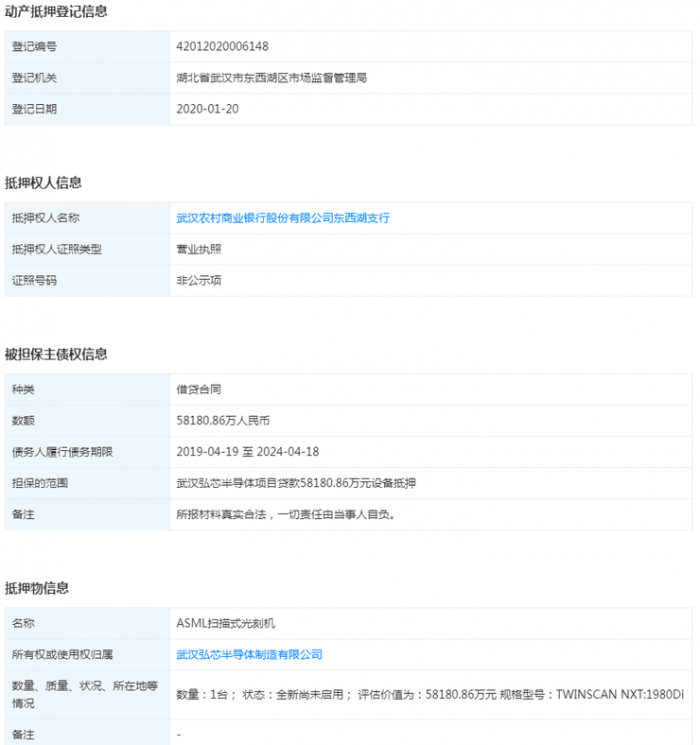 动产抵押登记信息
登记编号 42012020006148
登记机关 湖北省武汉市东西湖区市场监督管理局
登记日期 2020-01-20
抵押权人信息
抵押权人名称 武汉农村商业银行股份有限公司东西湖支行
抵押权人证照类型 营业执照
证照号码 非公示项
被担保主债权信息
种类 借贷合同
数额 58180.86万人民币
债务人履行债务期限 2019-04-19 至 2024-04-18
担保的范围 武汉弘芯半导体项目贷款58180.86万元设备抵押
备注 所报材料真实合法，一切责任由当事人自负。
抵押物信息
名称 ASML扫描式光刻机
所有权或使用权归属 武汉弘芯半导体制造有限公司
数量、质量、状况、所在地等
情况 数量：1台； 状态：全新尚未启用； 评估价值为：58180.86万元 规格型号：TWINSCAN NXT:1980Di
备注 -